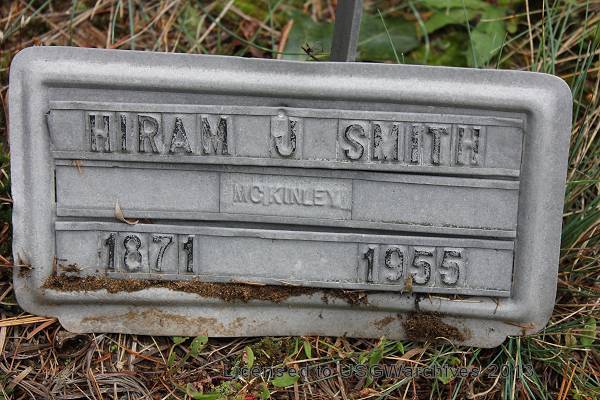 HIRAM J SMITH
MCKINLEY
1871 1955
Licensed to USGWarchives 2013